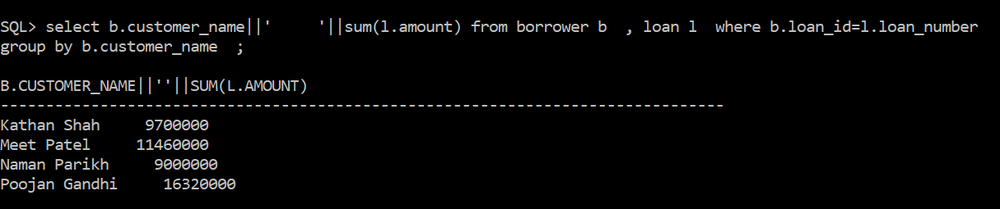 SQL> select b.customer_name||'     '||sum(l.amount) from borrower b  , loan l  where b.loan_id=l.loan_number
group by b.customer_name  ;
B.CUSTOMER_NAME||''||SUM(L.AMOUNT)
--------------------------------------------------------------------------------
Kathan Shah     9700000
Meet Patel     11460000
Naman Parikh     9000000
Poojan Gandhi     16320000